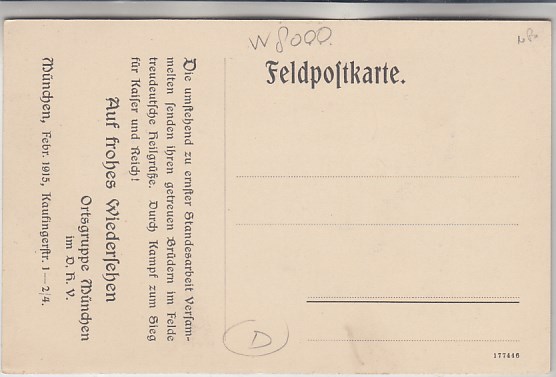 W 8000.
Feldpostkarte.
Die umstehend zu ernster Standesarbeit Versam-
melten senden ihren getreuen Brüdern im Felde
treudeutsche Heilgrüße. Durch Kampf zum Sieg
für Kaiser und Reich!
Auf frohes Wiedersehen
Ortsgruppe München
im D. H. V.
München, Febr. 1915, Kaufingerstr. 1—2/4.
D
177446